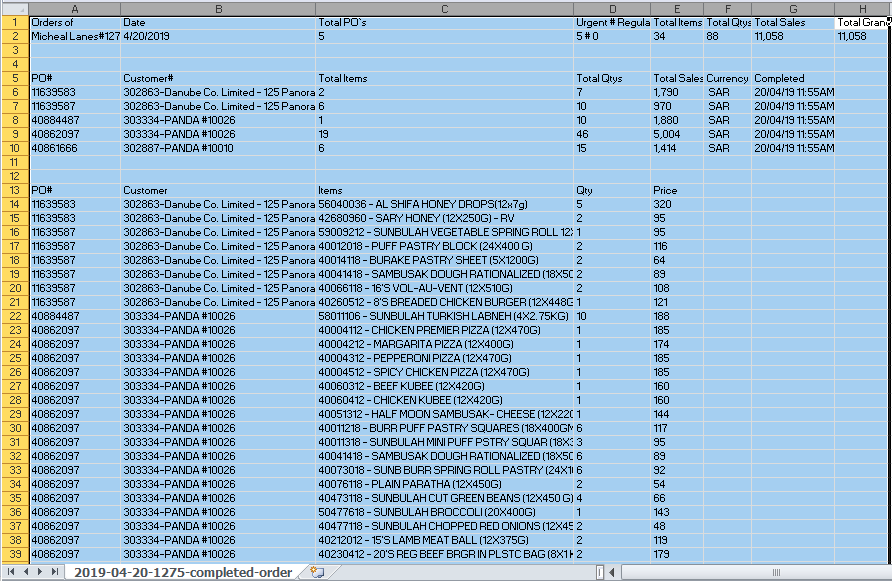 A B C D E F G H
1 Orders of Date Total PO`s Urgent # Regula Total Items Total Qtys Total Sales Total Gran
2 Micheal Lanes#127 4/20/2019 5 5 # 0 34 88 11,058 11,058
3
4
5 PO# Customer# Total Items Total Qtys Total Sales Currency Completed
6 11639583 302863-Danube Co. Limited - 125 Panora 2 7 1,790 SAR 20/04/19 11:55AM
7 11639587 302863-Danube Co. Limited - 125 Panora 6 10 970 SAR 20/04/19 11:55AM
8 40884487 303334-PANDA #10026 1 10 1,880 SAR 20/04/19 11:55AM
9 40862097 303334-PANDA #10026 19 46 5,004 SAR 20/04/19 11:55AM
10 40861666 302887-PANDA #10010 6 15 1,414 SAR 20/04/19 11:55AM
11
12
13 PO# Customer Items Qty Price
14 11639583 302863-Danube Co. Limited - 125 Panora 56040036 - AL SHIFA HONEY DROPS(12x7g) 5 320
15 11639583 302863-Danube Co. Limited - 125 Panora 42680960 - SARY HONEY (12X250G) - RV 2 95
16 11639587 302863-Danube Co. Limited - 125 Panora 59009212 - SUNBULAH VEGETABLE SPRING ROLL 12 1 95
17 11639587 302863-Danube Co. Limited - 125 Panora 40012018 - PUFF PASTRY BLOCK (24X400 G) 2 116
18 11639587 302863-Danube Co. Limited - 125 Panora 40014118 - BURAKE PASTRY SHEET (5X1200G) 2 64
19 11639587 302863-Danube Co. Limited - 125 Panora 40041418 - SAMBUSAK DOUGH RATIONALIZED (18X50 2 89
20 11639587 302863-Danube Co. Limited - 125 Panora 40066118 - 16'S VOL-AU-VENT (12X510G) 2 108
21 11639587 302863-Danube Co. Limited - 125 Panora 40260512 - 8'S BREADED CHICKEN BURGER (12X448G 1 121
22 40884487 303334-PANDA #10026 58011106 - SUNBULAH TURKISH LABNEH (4X2.75KG) 10 188
23 40862097 303334-PANDA #10026 40004112 - CHICKEN PREMIER PIZZA (12X470G) 1 185
24 40862097 303334-PANDA #10026 40004212 - MARGARITA PIZZA (12X400G) 1 174
25 40862097 303334-PANDA #10026 40004312 - PEPPERONI PIZZA (12X470G) 1 185
26 40862097 303334-PANDA #10026 40004512 - SPICY CHICKEN PIZZA (12X470G) 1 185
27 40862097 303334-PANDA #10026 40060312 - BEEF KUBEE (12X420G) 1 160
28 40862097 303334-PANDA #10026 40060412 - CHICKEN KUBEE (12X420G) 1 160
29 40862097 303334-PANDA #10026 40051312 - HALF MOON SAMBUSAK- CHEESE (12X220 1 144
30 40862097 303334-PANDA #10026 40011218 - BURR PUFF PASTRY SQUARES (18X400GM 6 117
31 40862097 303334-PANDA #10026 40011318 - SUNBULAH MINI PUFF PSTRY SQUAR (18X3 3 95
32 40862097 303334-PANDA #10026 40041418 - SAMBUSAK DOUGH RATIONALIZED (18X50 6 89
33 40862097 303334-PANDA #10026 40073018 - SUNB BURR SPRING ROLL PASTRY (24X1 6 92
34 40862097 303334-PANDA #10026 40076118 - PLAIN PARATHA (12X450G) 2 54
35 40862097 303334-PANDA #10026 40473118 - SUNBULAH CUT GREEN BEANS (12X450 G) 4 66
36 40862097 303334-PANDA #10026 50477618 - SUNBULAH BROCCOLI (20X400G) 1 143
37 40862097 303334-PANDA #10026 40477118 - SUNBULAH CHOPPED RED ONIONS (12X45 2 48
38 40862097 303334-PANDA #10026 40212012 - 15'S LAMB MEAT BALL (12X375G) 2 119
39 40862097 303334-PANDA #10026 40230412 - 20'S REG BEEF BRGR IN PLSTC BAG (8X1 2 179
2019-04-20-1275-completed-order